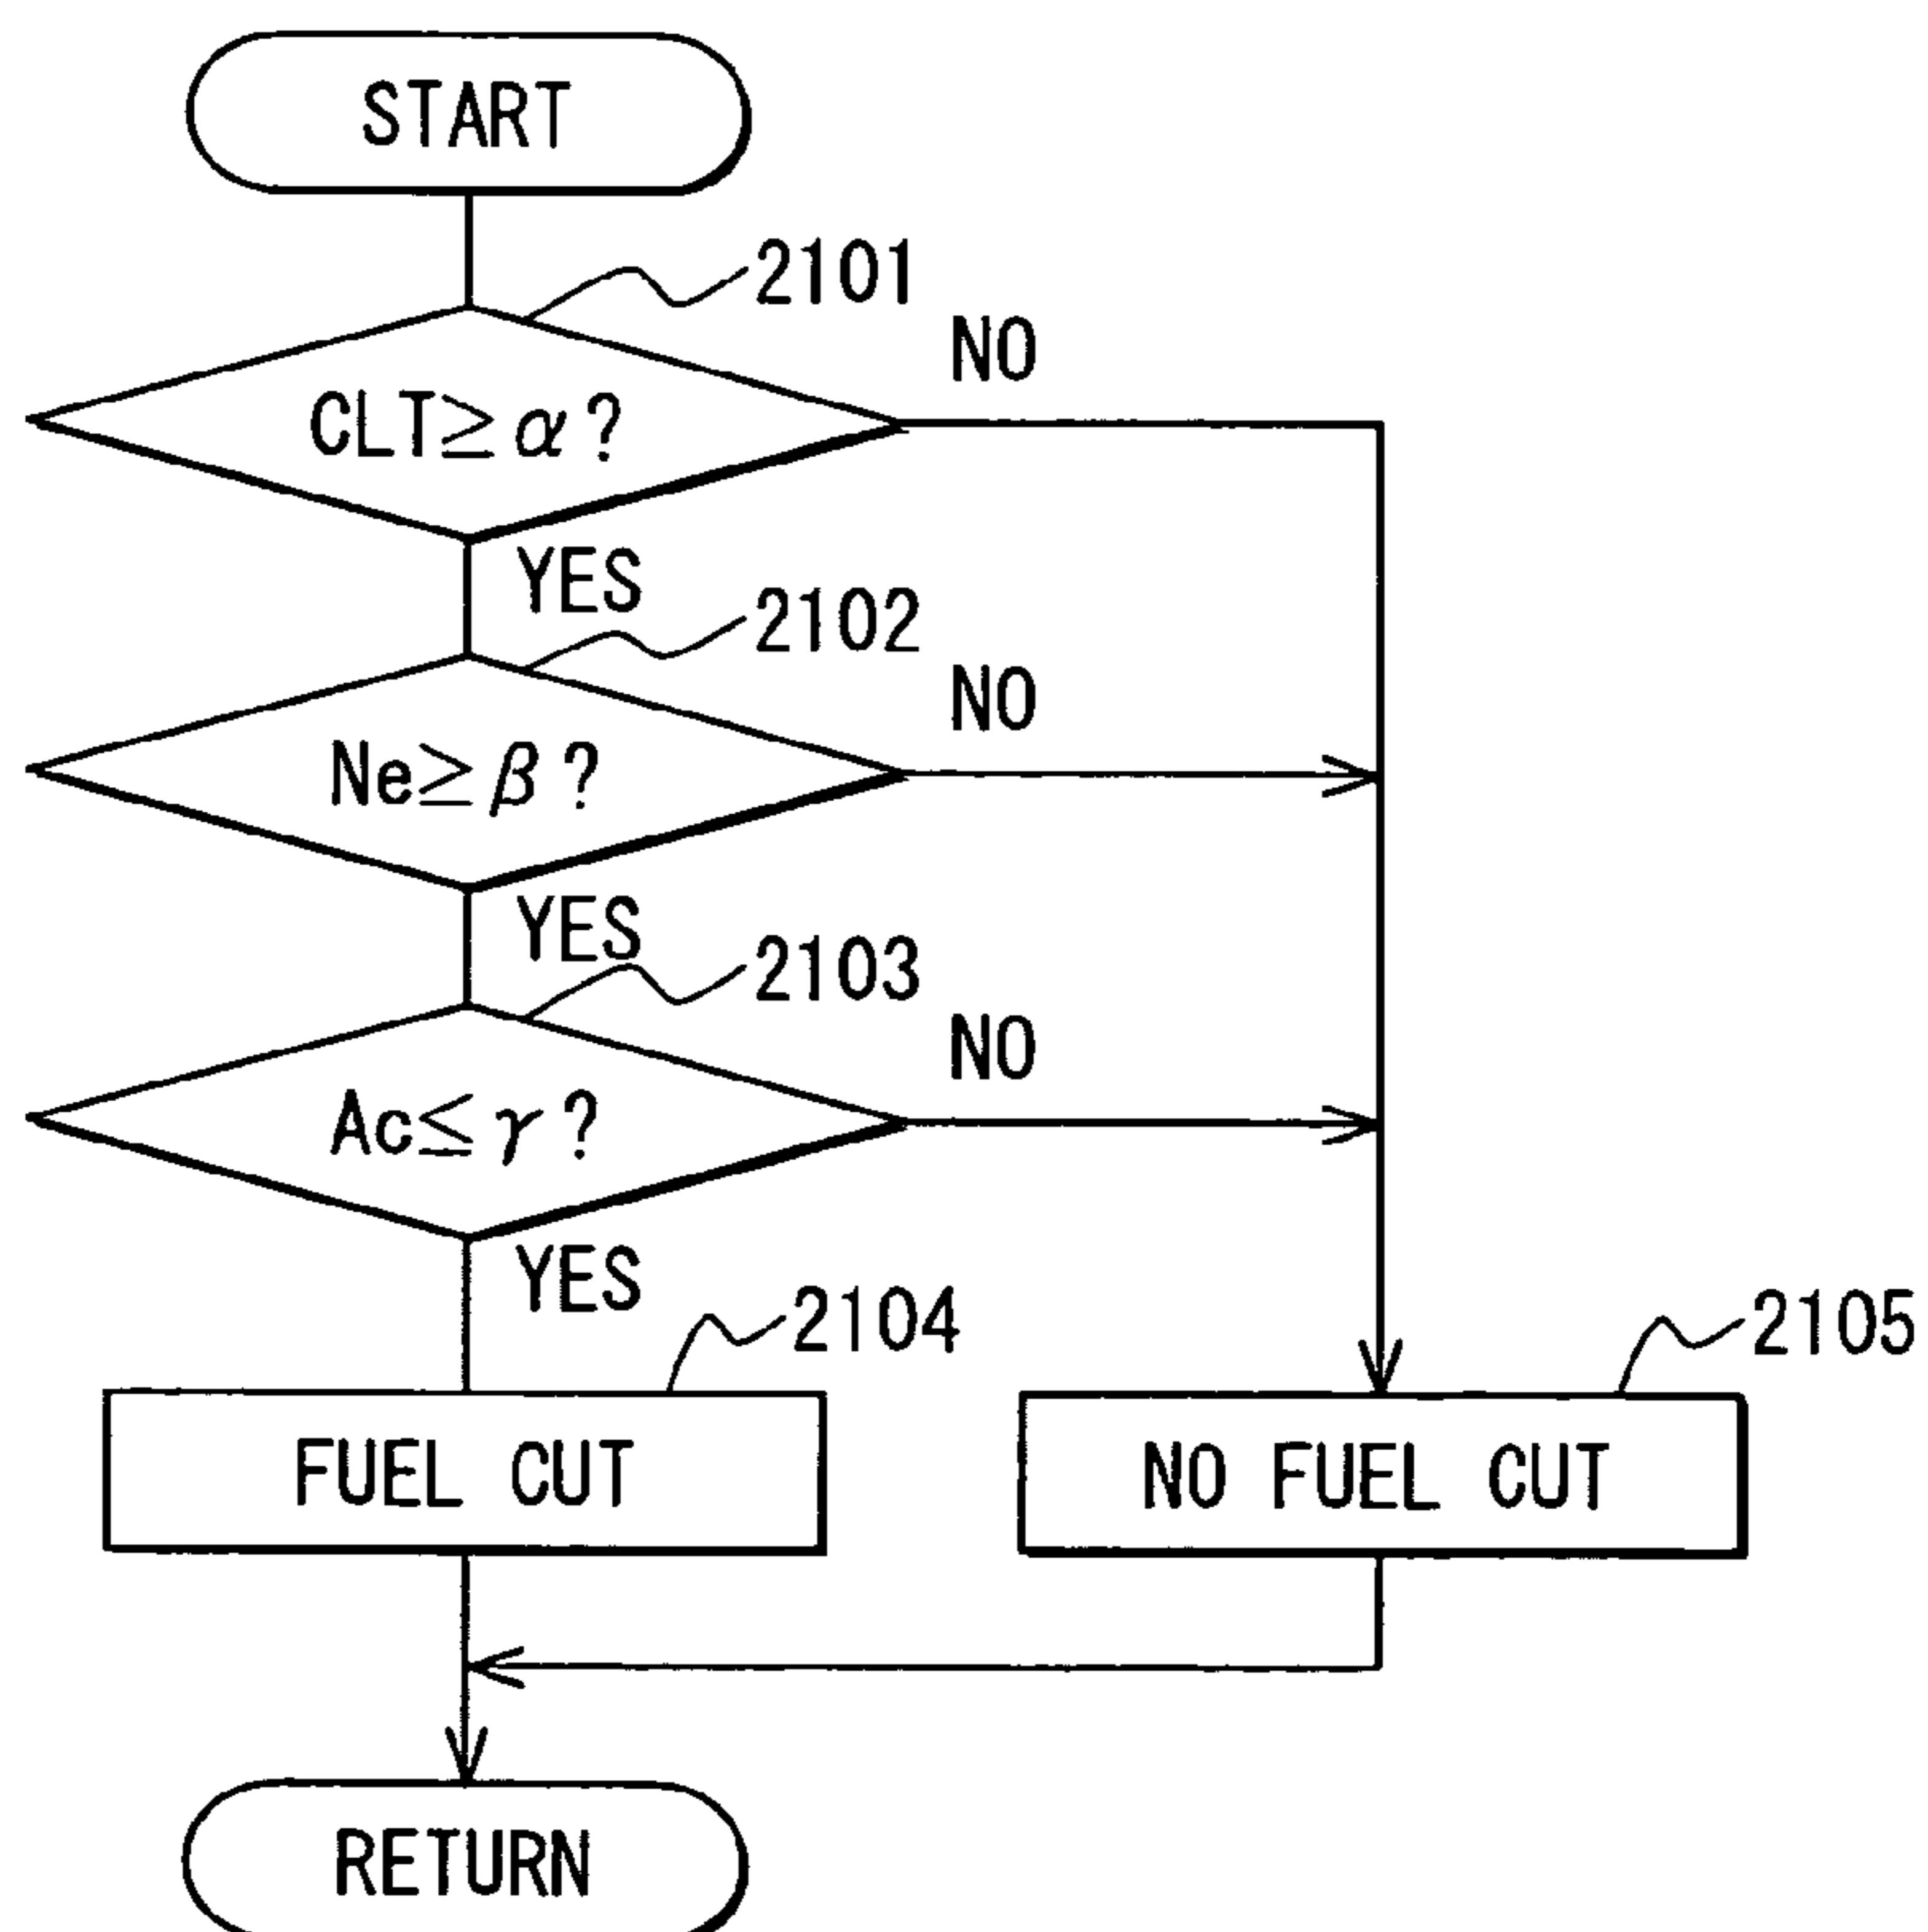 START
2101
NO
CLT≥α?
YES
2102
NO
Ne≥β?
YES
2103
NO
Ac≤γ?
YES
2104
2105
FUEL CUT
NO FUEL CUT
RETURN